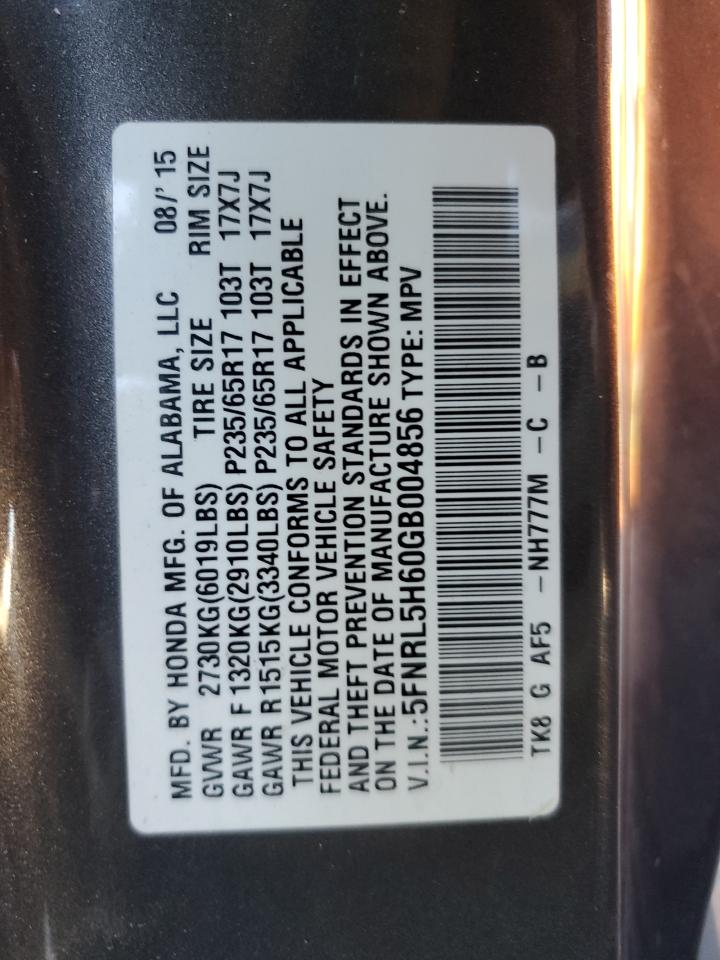 MFD. BY HONDA MFG. OF ALABAMA, LLC 08/' 15
GVWR 2730KG(6019LBS) TIRE SIZE RIM SIZE
GAWR F 1320KG(2910LBS) P235/65R17 103T 17X7J
GAWR R1515KG(3340LBS) P235/65R17 103T 17X7J
THIS VEHICLE CONFORMS TO ALL APPLICABLE
FEDERAL MOTOR VEHICLE SAFETY
AND THEFT PREVENTION STANDARDS IN EFFECT
ON THE DATE OF MANUFACTURE SHOWN ABOVE.
V.I.N.:5FNRL5H60GB004856 TYPE: MPV
TK8 G AF5 -NH777M -C -B